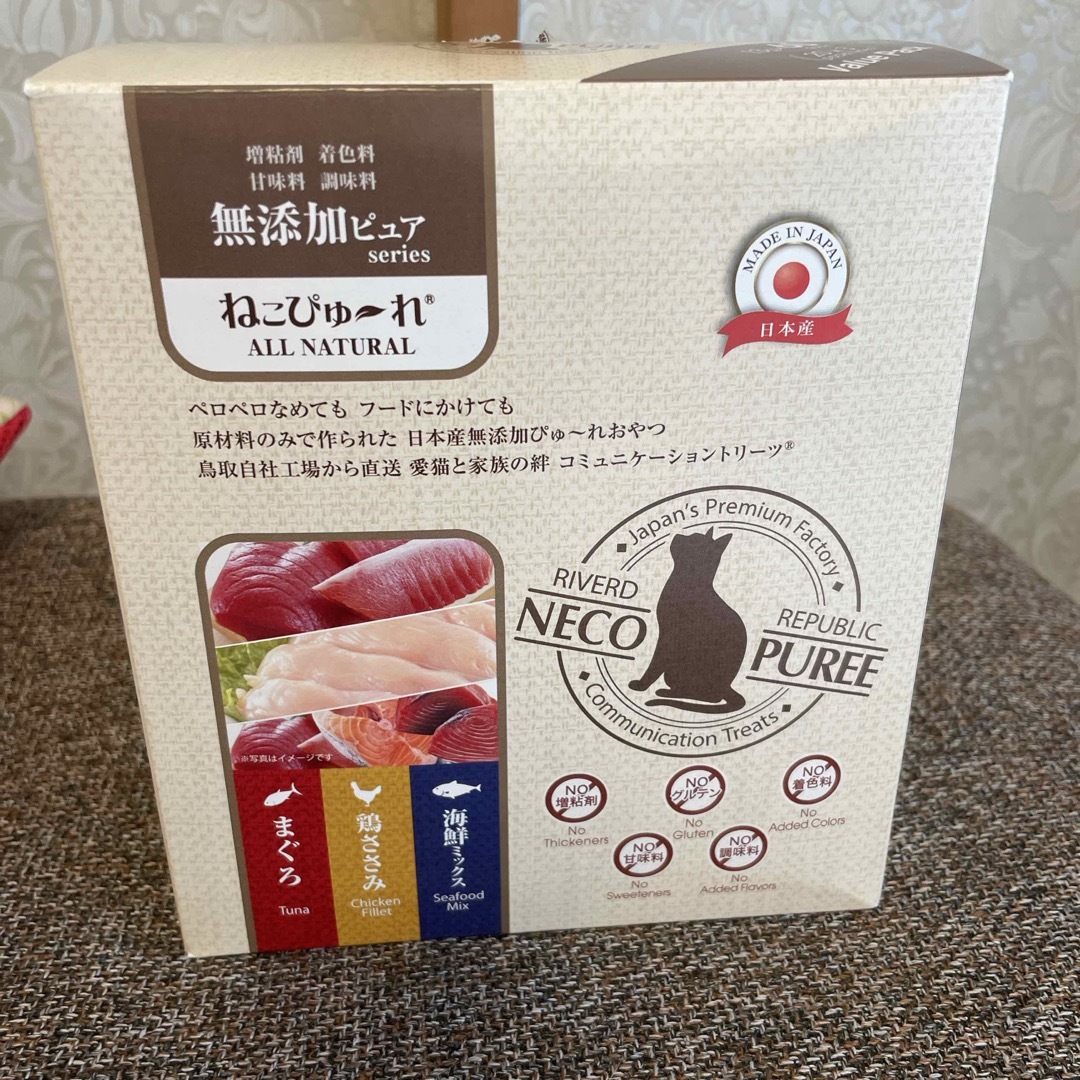 Value Pack
増粘剤 着色料
甘味料 調味料
無添加ピュア
series
ねこぴゅ〜れ®
ALL NATURAL
MADE IN JAPAN
日本産
ペロペロなめても フードにかけても
原材料のみで作られた 日本産無添加ぴゅ〜れおやつ
鳥取自社工場から直送 愛猫と家族の絆 コミュニケーショントリーツ®
Japan's Premium Factory
RIVERD
REPUBLIC
NECO
PUREE
Communication Treats
※写真はイメージです
まぐろ
Tuna
鶏ささみ
Chicken
Fillet
海鮮ミックス
Seafood
Mix
NO
増粘剤
No
Thickeners
NO
グルテン
No
Gluten
NO
着色料
No
Added Colors
NO
甘味料
No
Sweeteners
NO
調味料
No
Added Flavors